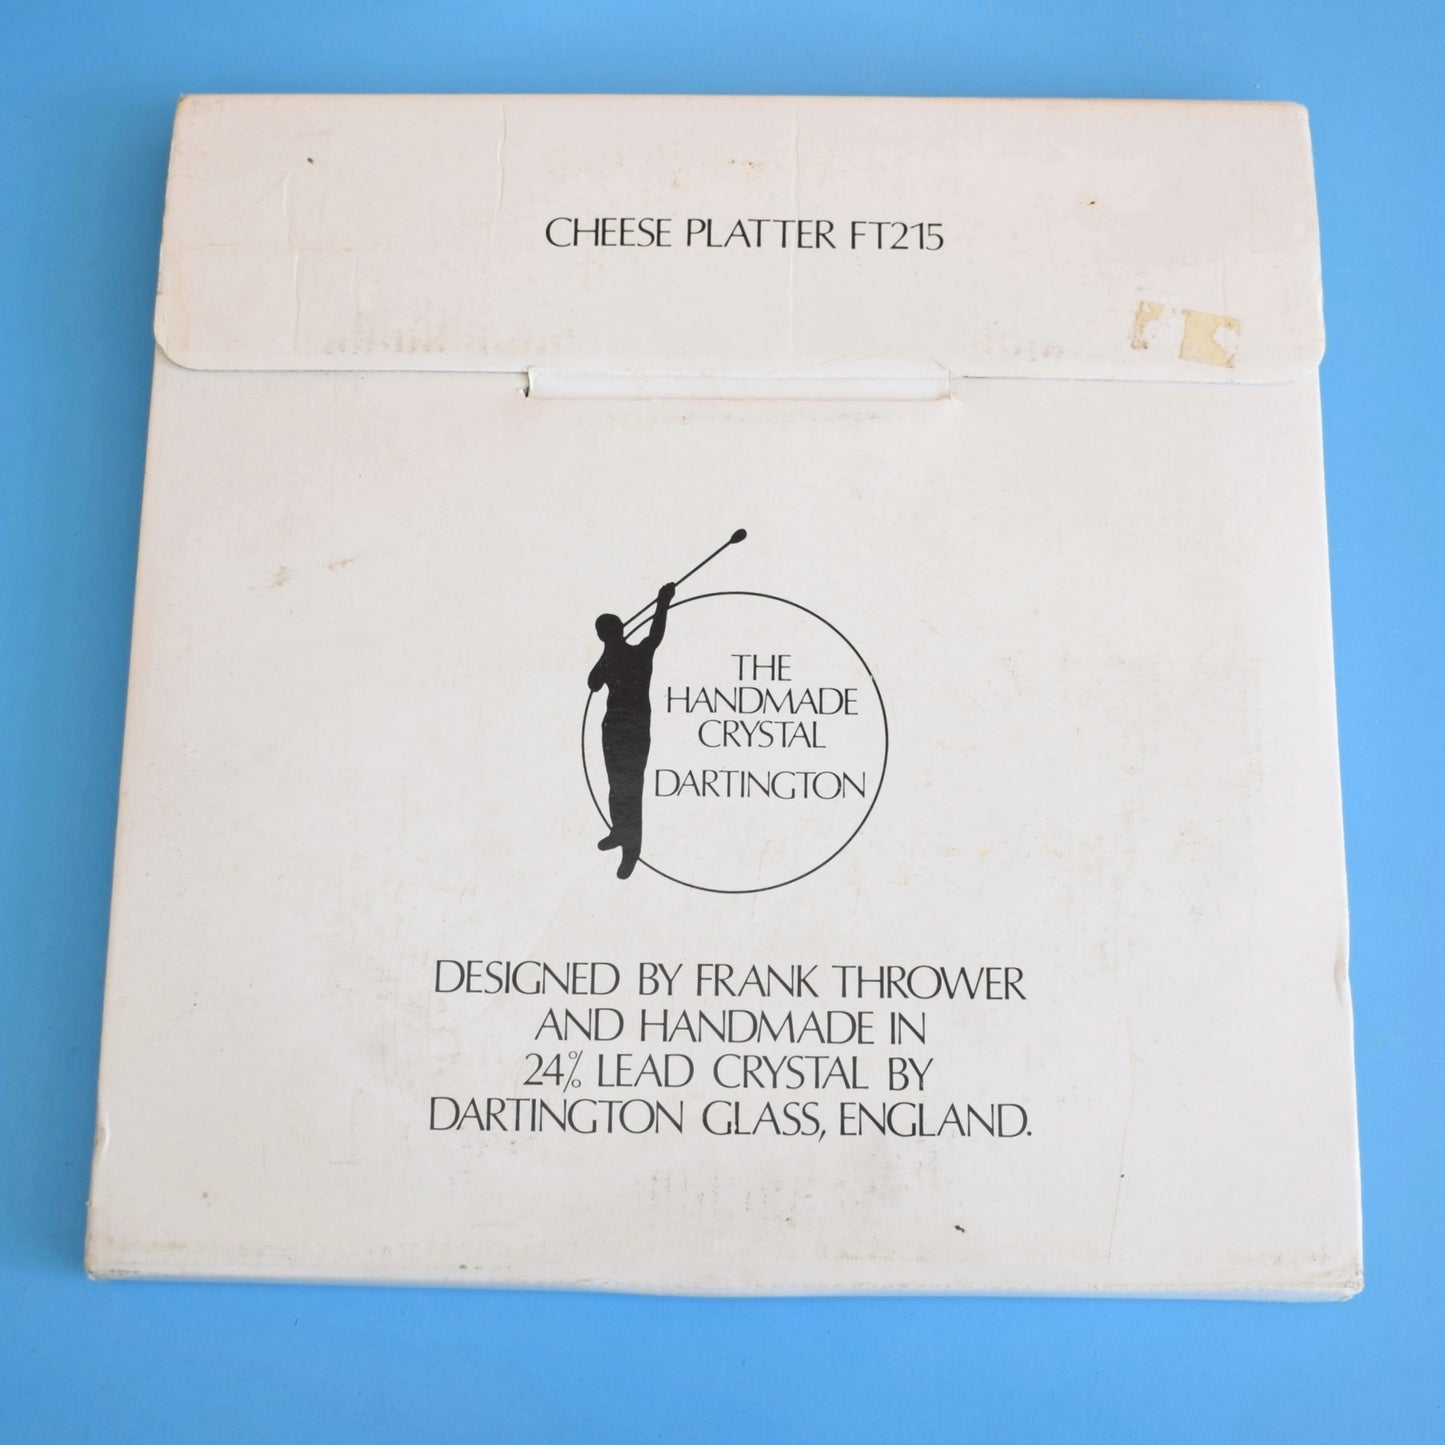 CHEESE PLATTER FT215
THE
HANDMADE
CRYSTAL
DARTINGTON
DESIGNED BY FRANK THROWER
AND HANDMADE IN
24% LEAD CRYSTAL BY
DARTINGTON GLASS, ENGLAND.